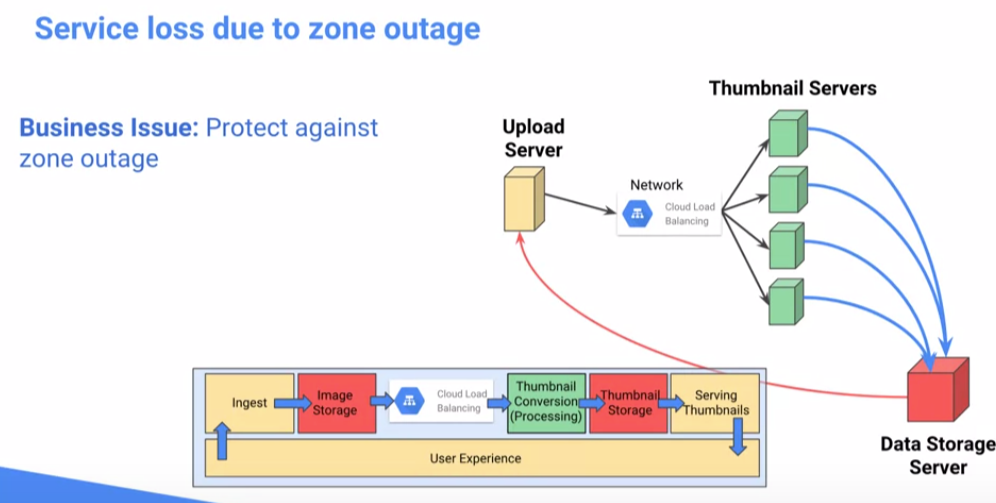 Service loss due to zone outage
Business Issue: Protect against
zone outage
Thumbnail Servers
Upload
Server
Network
Cloud Load
Balancing
Data Storage
Server
Ingest
Image
Storage
Cloud Load
Balancing
Thumbnail
Conversion
(Processing)
Thumbnail
Storage
Serving
Thumbnails
User Experience